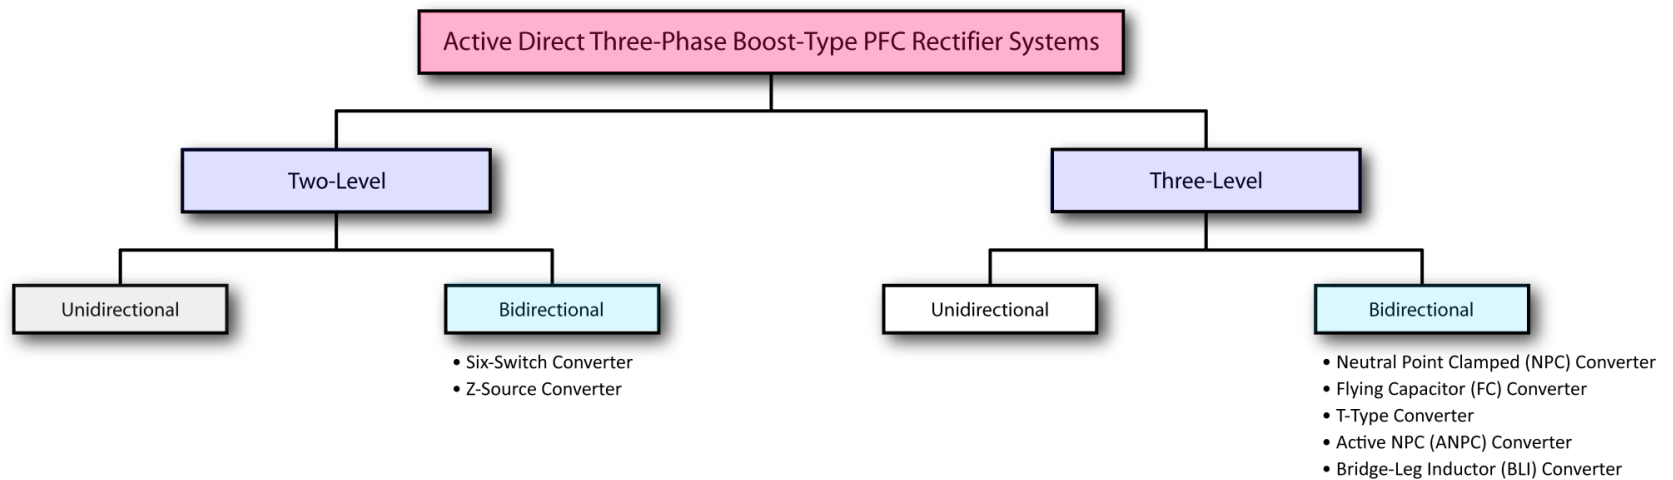 Active Direct Three-Phase Boost-Type PFC Rectifier Systems
Two-Level
Three-Level
Unidirectional
Bidirectional
Unidirectional
Bidirectional
• Six-Switch Converter
• Z-Source Converter
• Neutral Point Clamped (NPC) Converter
• Flying Capacitor (FC) Converter
• T-Type Converter
• Active NPC (ANPC) Converter
• Bridge-Leg Inductor (BLI) Converter